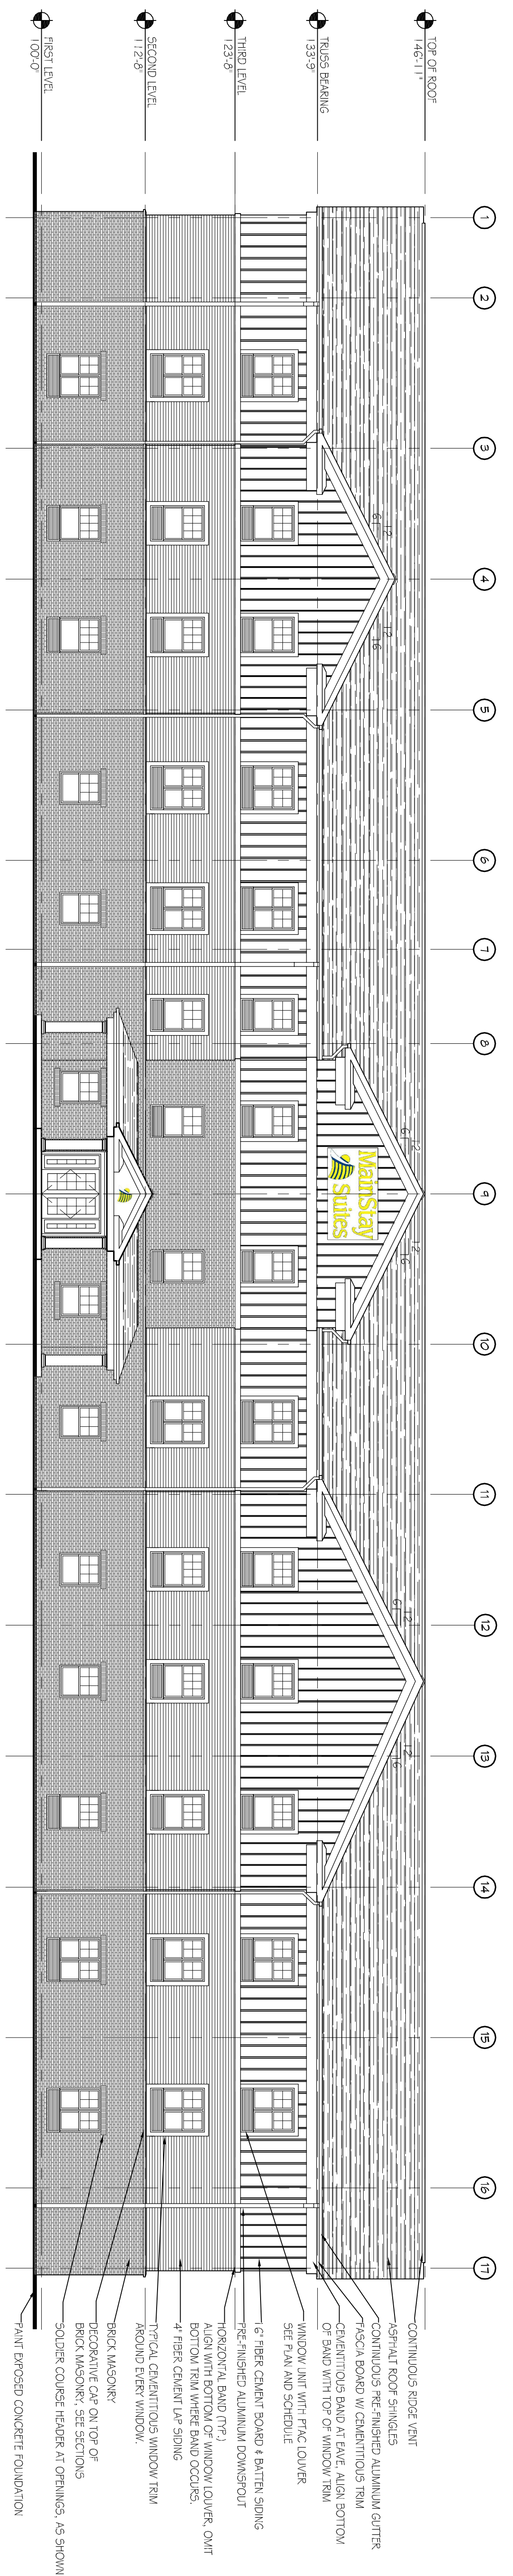 TOP OF ROOF
146'-11"
TRUSS BEARING
133'-9"
THIRD LEVEL
123'-8"
SECOND LEVEL
112'-8"
FIRST LEVEL
100'-0"
1
2
3
4
5
6
7
8
9
10
11
12
13
14
15
16
17
12
6
12
6
12
6
12
6
12
6
12
6
MainStay
Suites
CONTINUOUS RIDGE VENT
ASPHALT ROOF SHINGLES
CONTINUOUS PRE-FINISHED ALUMINUM GUTTER
FASCIA BOARD W/ CEMENTITIOUS TRIM
CEMENTITIOUS BAND AT EAVE, ALIGN BOTTOM
OF BAND WITH TOP OF WINDOW TRIM
WINDOW UNIT WITH PTAC LOUVER
SEE PLAN AND SCHEDULE
16" FIBER CEMENT BOARD & BATTEN SIDING
PRE-FINISHED ALUMINUM DOWNSPOUT
HORIZONTAL BAND (TYP.)
ALIGN WITH BOTTOM OF WINDOW LOUVER, OMIT
BOTTOM TRIM WHERE BAND OCCURS.
4" FIBER CEMENT LAP SIDING
TYPICAL CEMENTITIOUS WINDOW TRIM
AROUND EVERY WINDOW.
BRICK MASONRY
DECORATIVE CAP ON TOP OF
BRICK MASONRY, SEE SECTIONS
SOLDIER COURSE HEADER AT OPENINGS, AS SHOWN
PAINT EXPOSED CONCRETE FOUNDATION